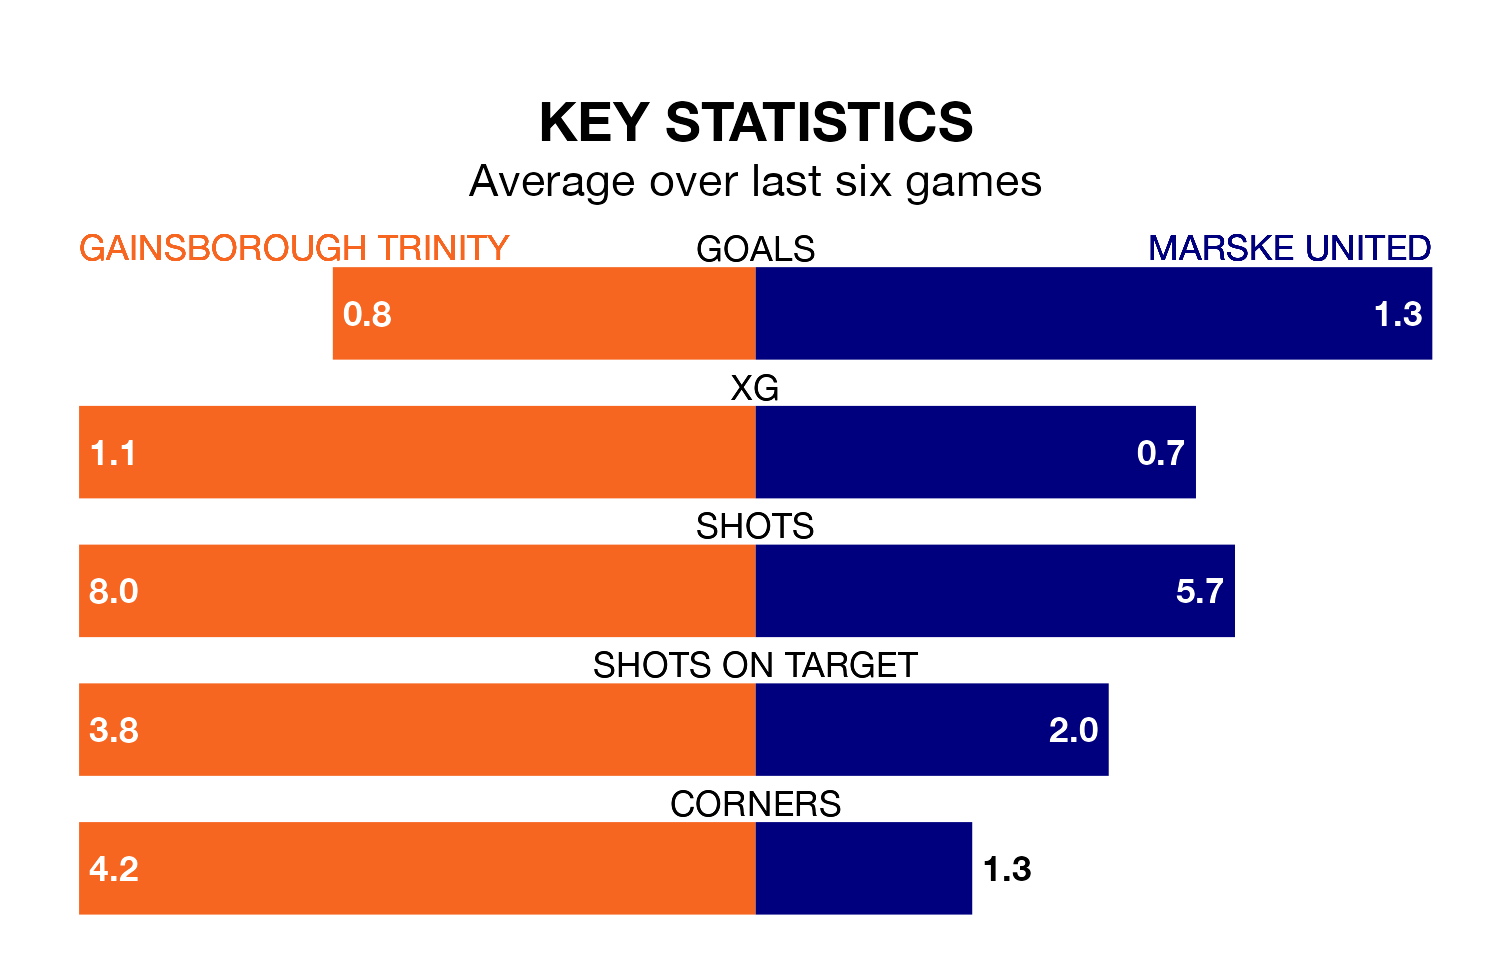 KEY STATISTICS
Average over last six games
GAINSBOROUGH TRINITY GOALS MARSKE UNITED
0.8 1.3
XG
1.1 0.7
SHOTS
8.0 5.7
SHOTS ON TARGET
3.8 2.0
CORNERS
4.2 1.3